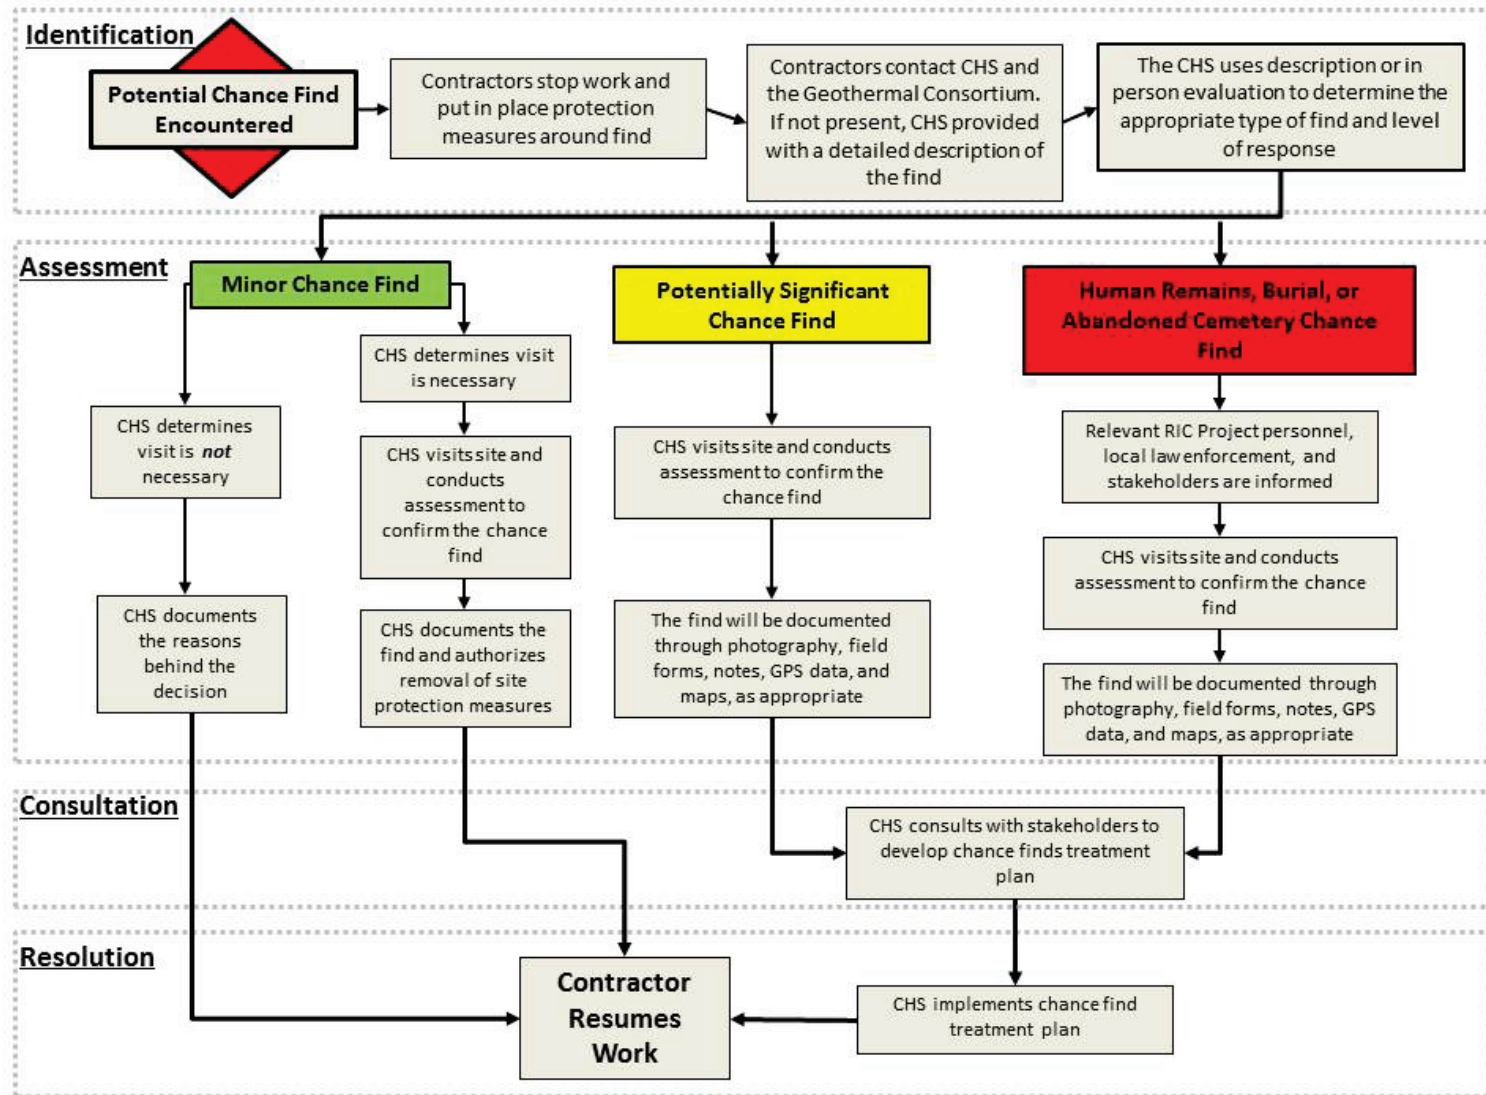 Identification
Potential Chance Find
Encountered
Contractors stop work and
put in place protection
measures around find
Contractors contact CHS and
the Geothermal Consortium.
If not present, CHS provided
with a detailed description of
the find
The CHS uses description or in
person evaluation to determine the
appropriate type of find and level
of response
Assessment
Minor Chance Find
CHS determines
visit is not
necessary
CHS documents
the reasons
behind the
decision
CHS determines visit
is necessary
CHS visits site and
conducts
assessment to
confirm the chance
find
CHS documents the
find and authorizes
removal of site
protection measures
Potentially Significant
Chance Find
CHS visits site and conducts
assessment to confirm the
chance find
The find will be documented
through photography, field
forms, notes, GPS data, and
maps, as appropriate
Human Remains, Burial, or
Abandoned Cemetery Chance
Find
Relevant RIC Project personnel,
local law enforcement, and
stakeholders are informed
CHS visits site and conducts
assessment to confirm the chance
find
The find will be documented through
photography, field forms, notes, GPS
data, and maps, as appropriate
Consultation
CHS consults with stakeholders to
develop chance finds treatment
plan
Resolution
Contractor
Resumes
Work
CHS implements chance find
treatment plan